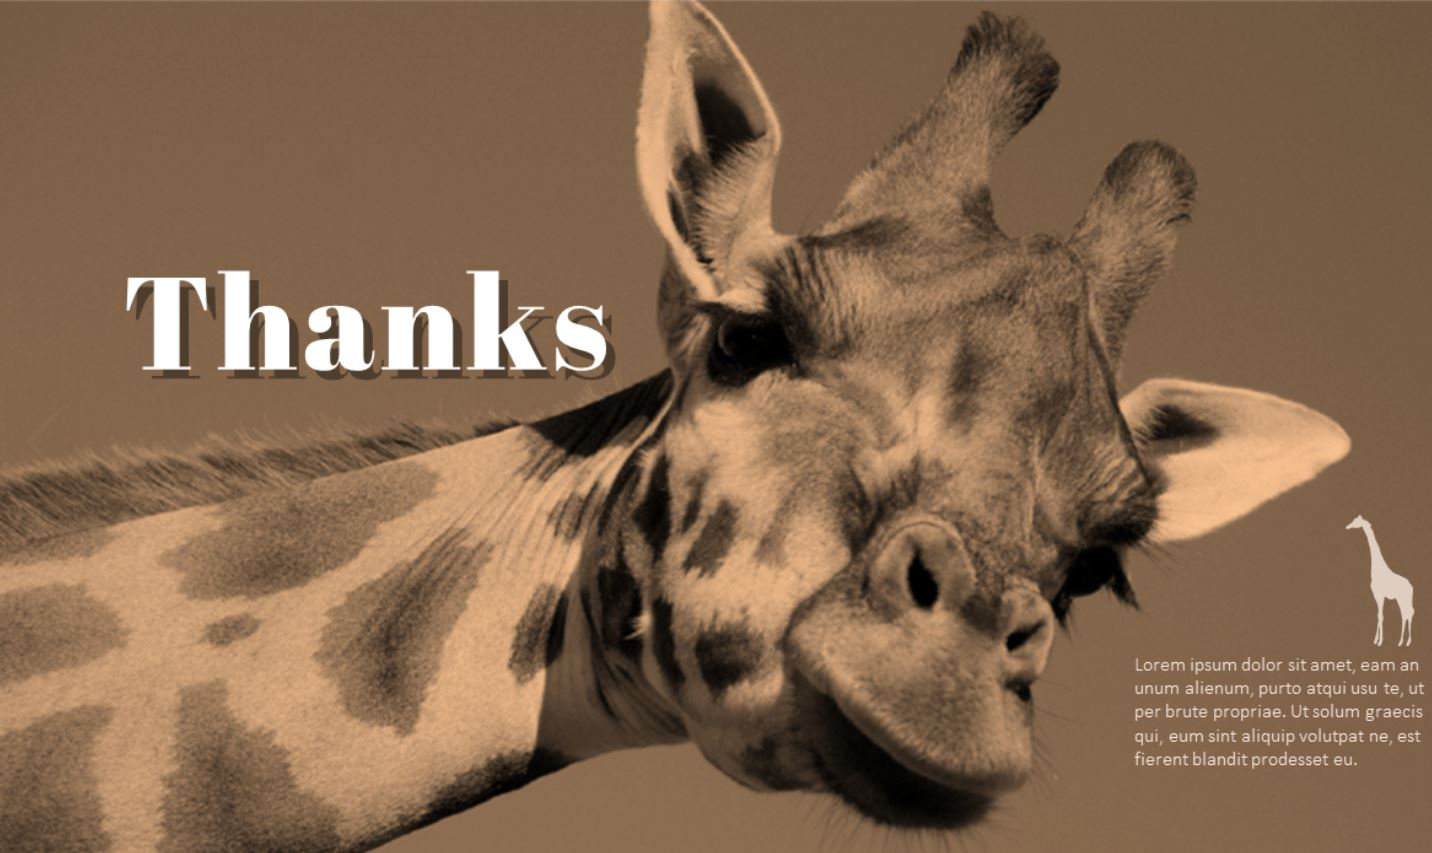 Thanks
Lorem ipsum dolor sit amet, eam an
unum alienum, purto atqui usu te, ut
per brute propriae. Ut solum graecis
qui, eum sint aliquip volutpat ne, est
fierent blandit prodesset eu.